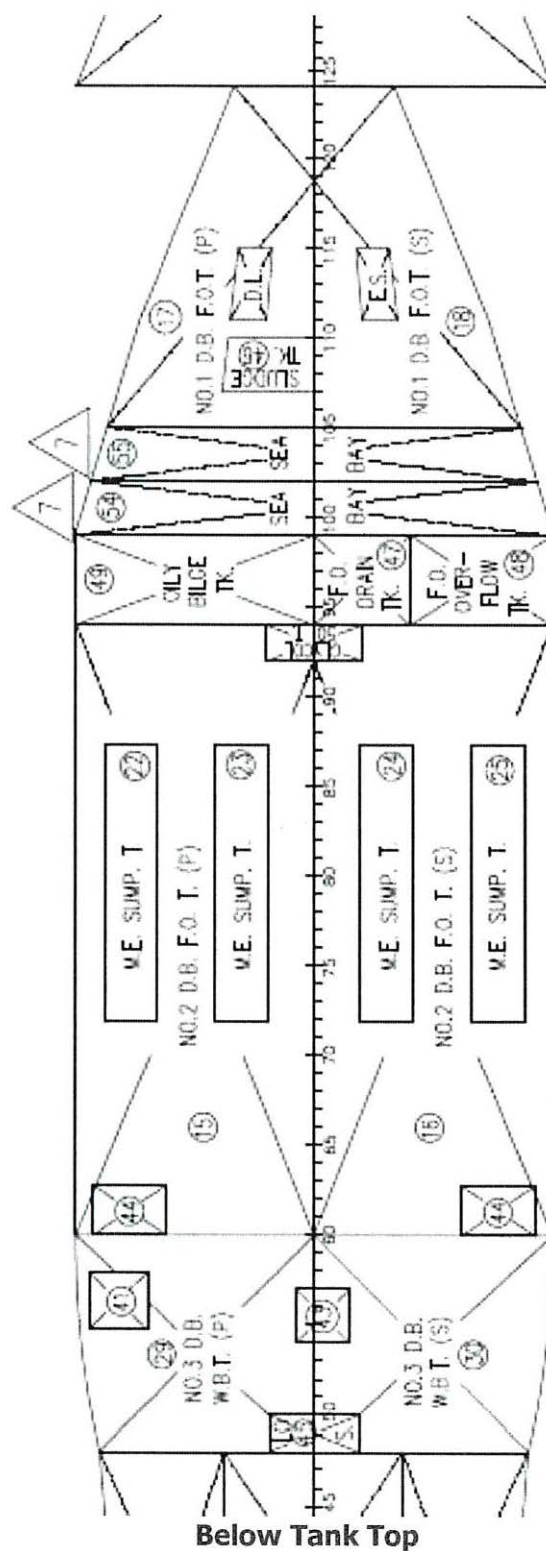 125
120
115
110
105
100
95
90
85
80
75
70
65
60
50
45
NO.1 D.B. F.O.T (P)
17
D.L.
E.S.
NO.1 D.B. F.O.T (S)
18
SLUDGE
TK. 46
7
55
SEA
BAY
7
54
SEA
BAY
49
OILY
BILGE
TK.
F.O.
DRAIN
TK. 47
F.O.
OVER-
FLOW
TK. 48
22
M.E. SUMP. T.
NO.2 D.B. F.O. T. (P)
23
M.E. SUMP. T.
24
M.E. SUMP. T.
NO.2 D.B. F.O. T. (S)
25
M.E. SUMP. T.
15
16
44
44
41
43
29
NO.3 D.B.
W.B.T. (P)
NO.3 D.B.
W.B.T. (S)
30
Below Tank Top